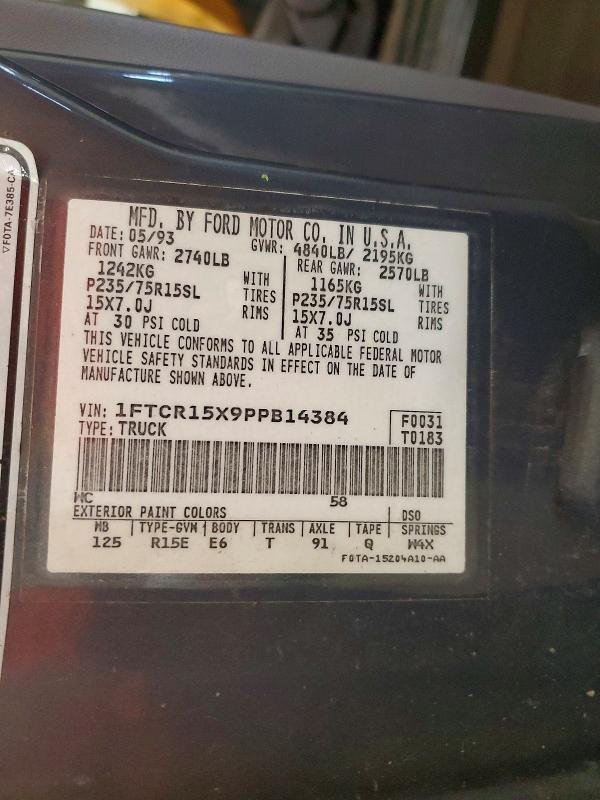 ▽F0TA-7E385-CA
MFD. BY FORD MOTOR CO. IN U.S.A.
DATE: 05/93 GVWR: 4840LB/ 2195KG
FRONT GAWR: 2740LB REAR GAWR: 2570LB
1242KG WITH 1165KG WITH
P235/75R15SL TIRES P235/75R15SL TIRES
15X7.0J RIMS 15X7.0J RIMS
AT 30 PSI COLD AT 35 PSI COLD
THIS VEHICLE CONFORMS TO ALL APPLICABLE FEDERAL MOTOR
VEHICLE SAFETY STANDARDS IN EFFECT ON THE DATE OF
MANUFACTURE SHOWN ABOVE.
VIN: 1FTCR15X9PPB14384 F0031
TYPE: TRUCK T0183
WC 58
EXTERIOR PAINT COLORS DSO
WB TYPE-GVW BODY TRANS AXLE TAPE SPRINGS
125 R15E E6 T 91 Q W4X
F0TA-15204A10-AA